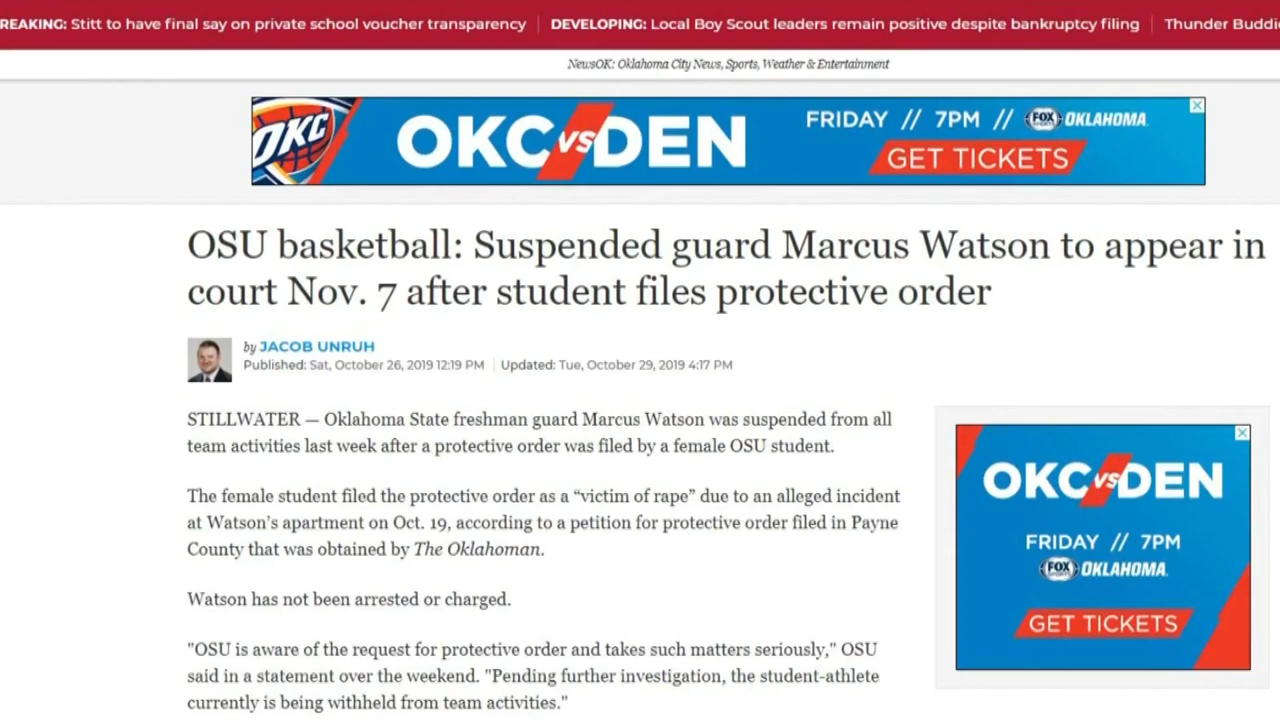 REAKING: Stitt to have final say on private school voucher transparency DEVELOPING: Local Boy Scout leaders remain positive despite bankruptcy filing Thunder Buddi
NewsOK: Oklahoma City News, Sports, Weather & Entertainment
OKC OKC VS DEN FRIDAY // 7PM // FOX SPORTS OKLAHOMA
GET TICKETS
OSU basketball: Suspended guard Marcus Watson to appear in
court Nov. 7 after student files protective order
by JACOB UNRUH
Published: Sat, October 26, 2019 12:19 PM Updated: Tue, October 29, 2019 4:17 PM
STILLWATER — Oklahoma State freshman guard Marcus Watson was suspended from all
team activities last week after a protective order was filed by a female OSU student.
The female student filed the protective order as a “victim of rape” due to an alleged incident
at Watson’s apartment on Oct. 19, according to a petition for protective order filed in Payne
County that was obtained by The Oklahoman.
Watson has not been arrested or charged.
"OSU is aware of the request for protective order and takes such matters seriously," OSU
said in a statement over the weekend. "Pending further investigation, the student-athlete
currently is being withheld from team activities."
OKC VS DEN
FRIDAY // 7PM
FOX SPORTS OKLAHOMA
GET TICKETS